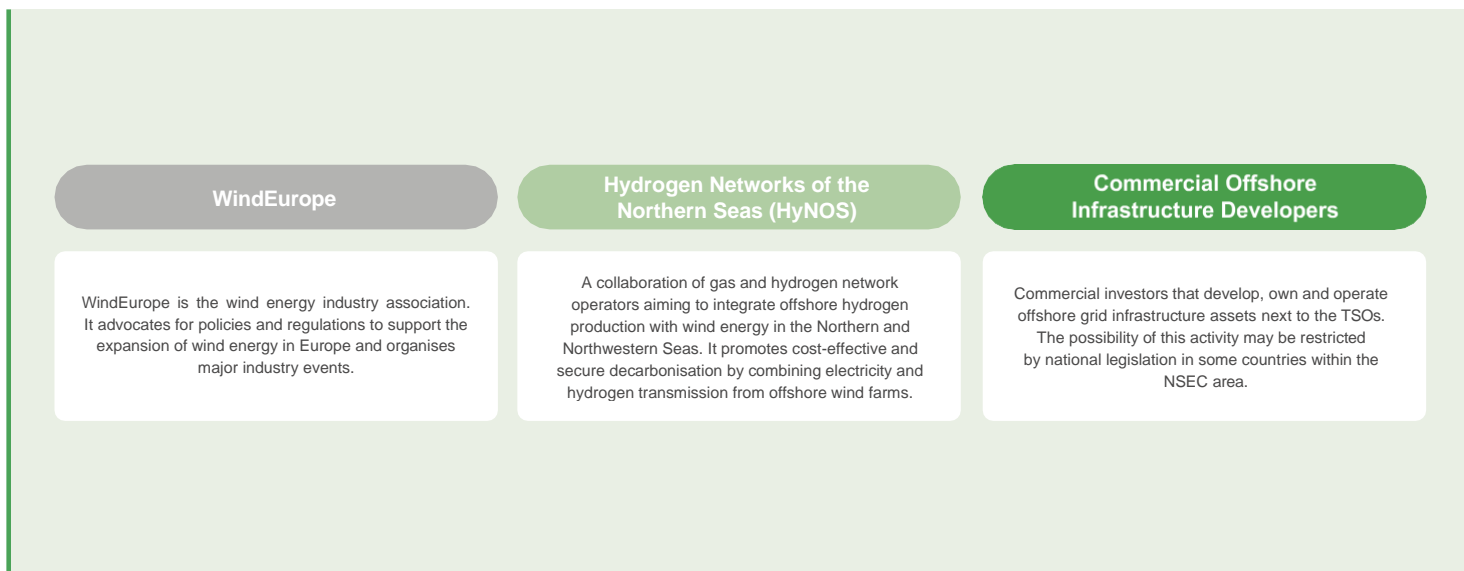 WindEurope
WindEurope is the wind energy industry association.
It advocates for policies and regulations to support the
expansion of wind energy in Europe and organises
major industry events.
Hydrogen Networks of the
Northern Seas (HyNOS)
A collaboration of gas and hydrogen network
operators aiming to integrate offshore hydrogen
production with wind energy in the Northern and
Northwestern Seas. It promotes cost-effective and
secure decarbonisation by combining electricity and
hydrogen transmission from offshore wind farms.
Commercial Offshore
Infrastructure Developers
Commercial investors that develop, own and operate
offshore grid infrastructure assets next to the TSOs.
The possibility of this activity may be restricted
by national legislation in some countries within the
NSEC area.